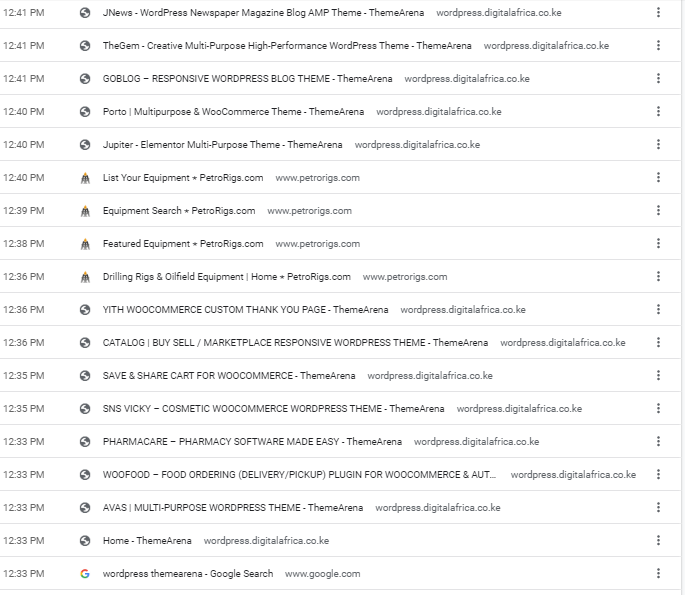 12:41 PM JNews - WordPress Newspaper Magazine Blog AMP Theme - ThemeArena wordpress.digitalafrica.co.ke
12:41 PM TheGem - Creative Multi-Purpose High-Performance WordPress Theme - ThemeArena wordpress.digitalafrica.co.ke
12:41 PM GOBLOG – RESPONSIVE WORDPRESS BLOG THEME - ThemeArena wordpress.digitalafrica.co.ke
12:40 PM Porto | Multipurpose & WooCommerce Theme - ThemeArena wordpress.digitalafrica.co.ke
12:40 PM Jupiter - Elementor Multi-Purpose Theme - ThemeArena wordpress.digitalafrica.co.ke
12:40 PM List Your Equipment ⋆ PetroRigs.com www.petrorigs.com
12:39 PM Equipment Search ⋆ PetroRigs.com www.petrorigs.com
12:38 PM Featured Equipment ⋆ PetroRigs.com www.petrorigs.com
12:36 PM Drilling Rigs & Oilfield Equipment | Home ⋆ PetroRigs.com www.petrorigs.com
12:36 PM YITH WOOCOMMERCE CUSTOM THANK YOU PAGE - ThemeArena wordpress.digitalafrica.co.ke
12:36 PM CATALOG | BUY SELL / MARKETPLACE RESPONSIVE WORDPRESS THEME - ThemeArena wordpress.digitalafrica.co.ke
12:35 PM SAVE & SHARE CART FOR WOOCOMMERCE - ThemeArena wordpress.digitalafrica.co.ke
12:35 PM SNS VICKY – COSMETIC WOOCOMMERCE WORDPRESS THEME - ThemeArena wordpress.digitalafrica.co.ke
12:33 PM PHARMACARE – PHARMACY SOFTWARE MADE EASY - ThemeArena wordpress.digitalafrica.co.ke
12:33 PM WOOFOOD – FOOD ORDERING (DELIVERY/PICKUP) PLUGIN FOR WOOCOMMERCE & AUT... wordpress.digitalafrica.co.ke
12:33 PM AVAS | MULTI-PURPOSE WORDPRESS THEME - ThemeArena wordpress.digitalafrica.co.ke
12:33 PM Home - ThemeArena wordpress.digitalafrica.co.ke
12:33 PM wordpress themearena - Google Search www.google.com